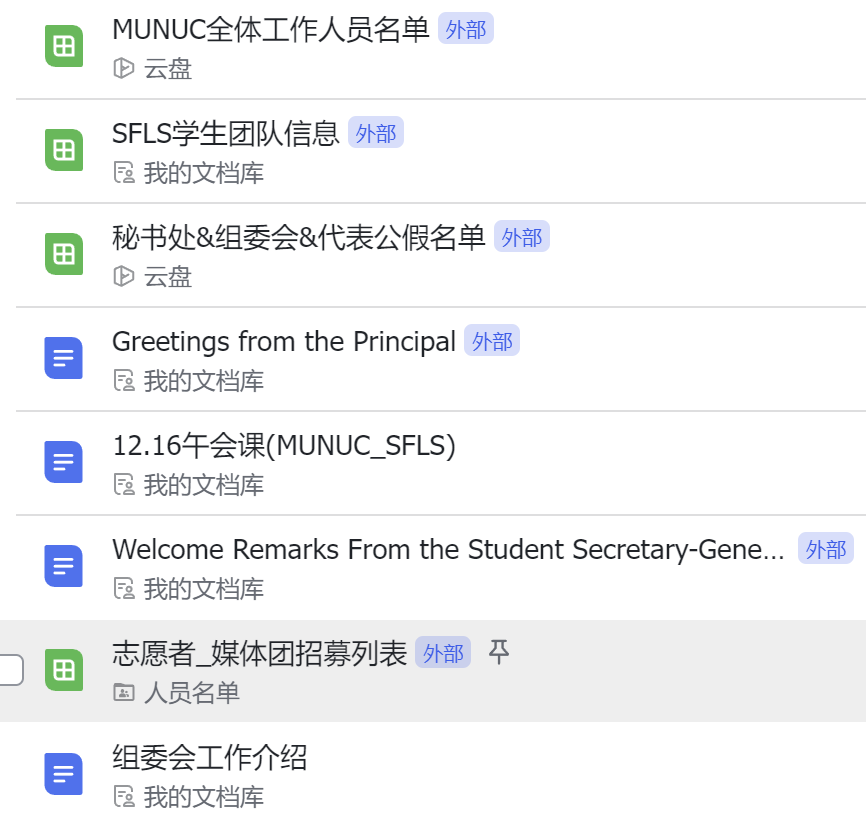 MUNUC全体工作人员名单 外部
云盘
SFLS学生团队信息 外部
我的文档库
秘书处&组委会&代表公假名单 外部
云盘
Greetings from the Principal 外部
我的文档库
12.16午会课(MUNUC_SFLS)
我的文档库
Welcome Remarks From the Student Secretary-Gene... 外部
我的文档库
志愿者_媒体团招募列表 外部
人员名单
组委会工作介绍
我的文档库